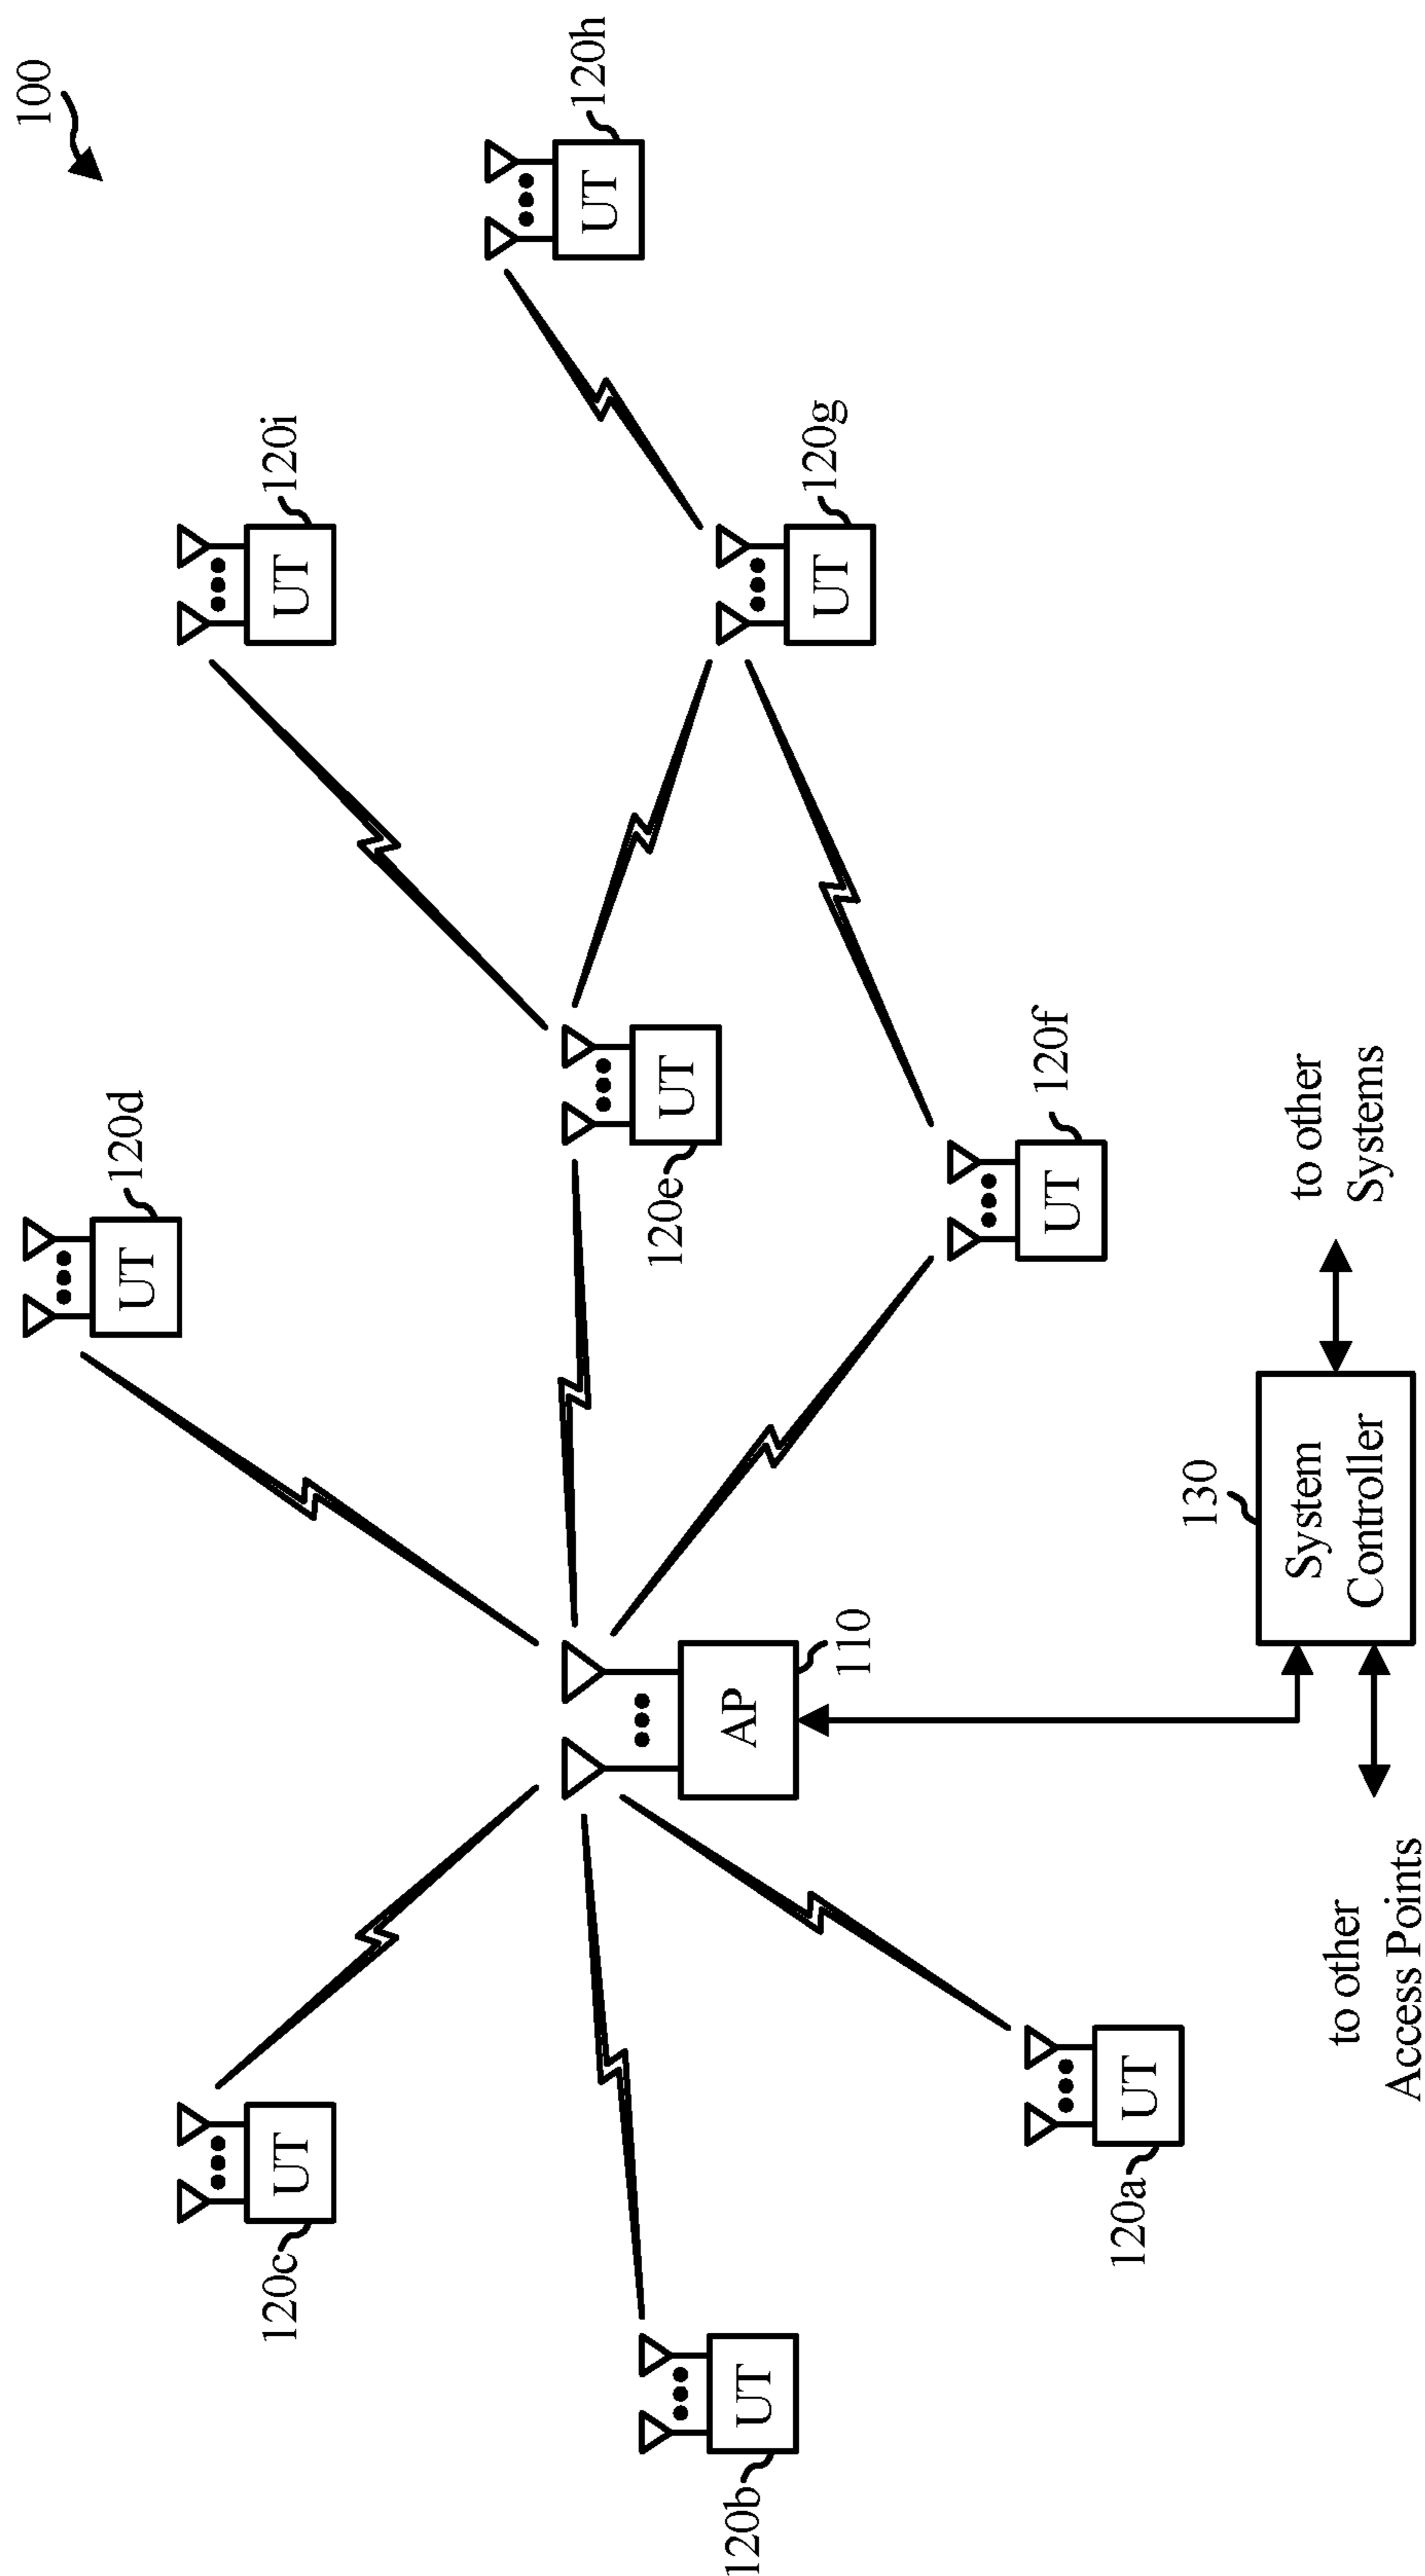 100
120d
UT
120i
UT
120h
UT
120c
UT
UT
120e
UT
120g
UT
120b
UT
AP
110
UT
120f
UT
120a
130
System
Controller
to other
Systems
to other
Access Points